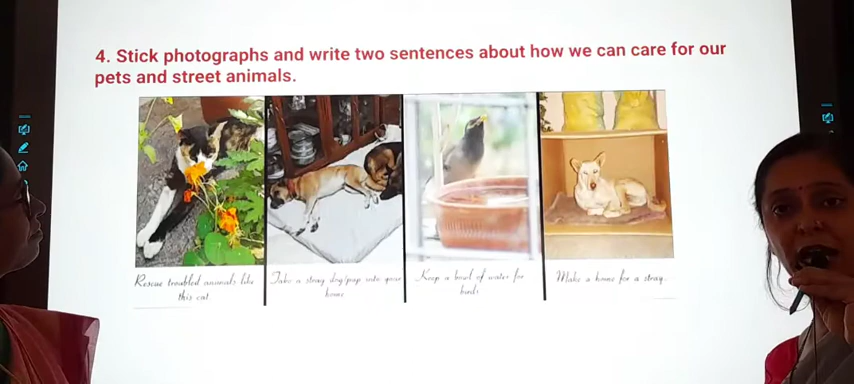 4. Stick photographs and write two sentences about how we can care for our
pets and street animals.
Rescue troubled animals like
this cat
Take a stray dog/pup into your
home
Keep a bowl of water for
birds
Make a home for a stray.